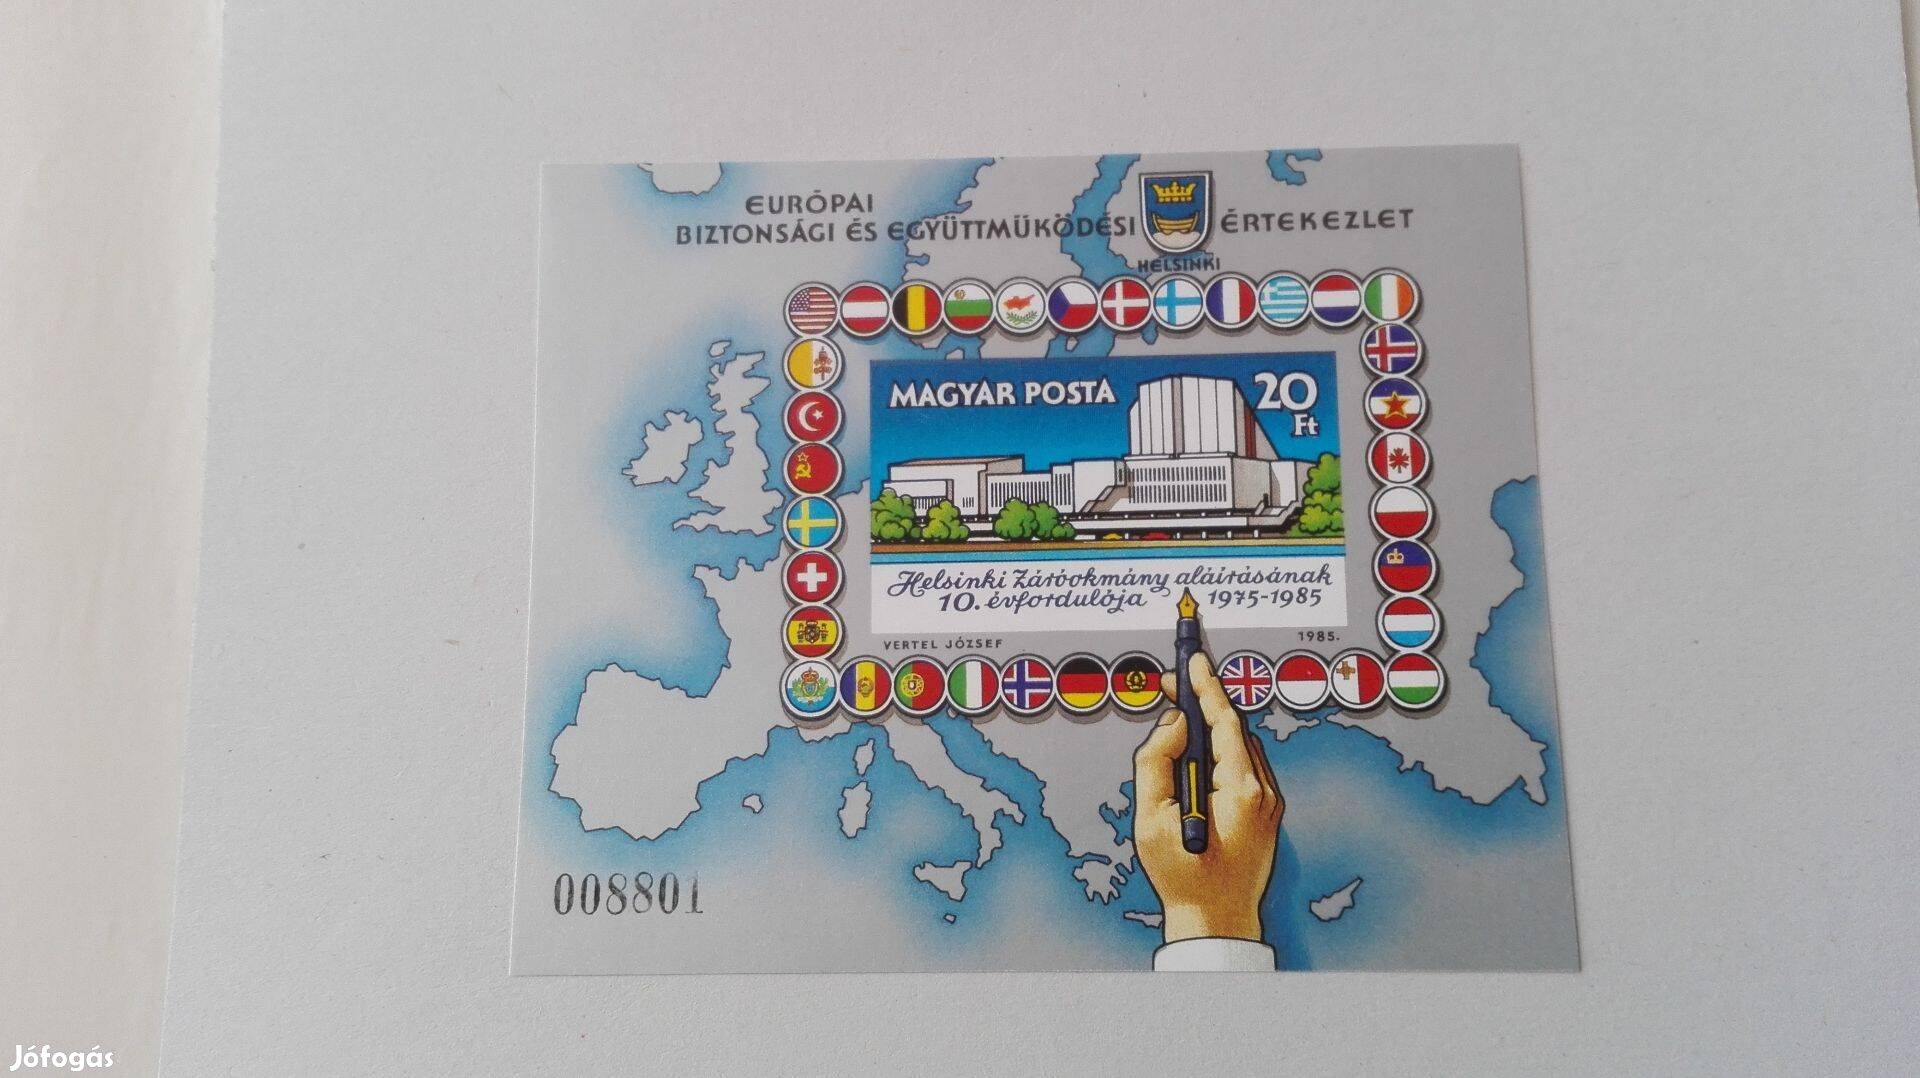 EURÓPAI
BIZTONSÁGI ÉS EGYÜTTMŰKÖDÉSI ÉRTEKEZLET
HELSINKI
MAGYAR POSTA 20
Ft
Helsinki Záróokmány aláírásának
10. évfordulója 1975-1985
VERTEL JÓZSEF 1985.
008801
Jófogás